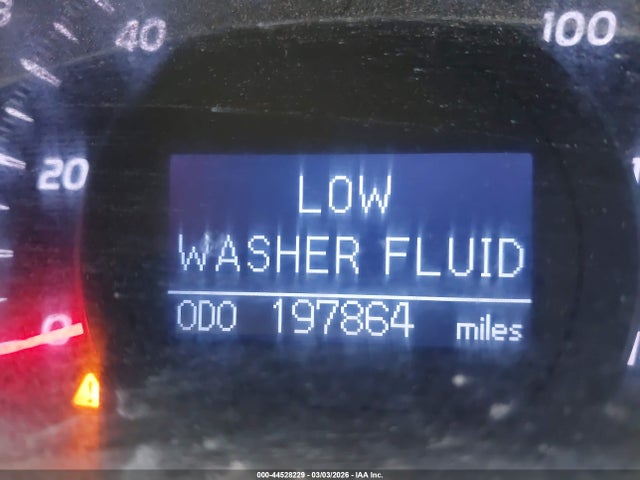 40
100
20
0
LOW
WASHER FLUID
ODO 197864 miles
000-44528229 - 03/03/2026 - IAA Inc.